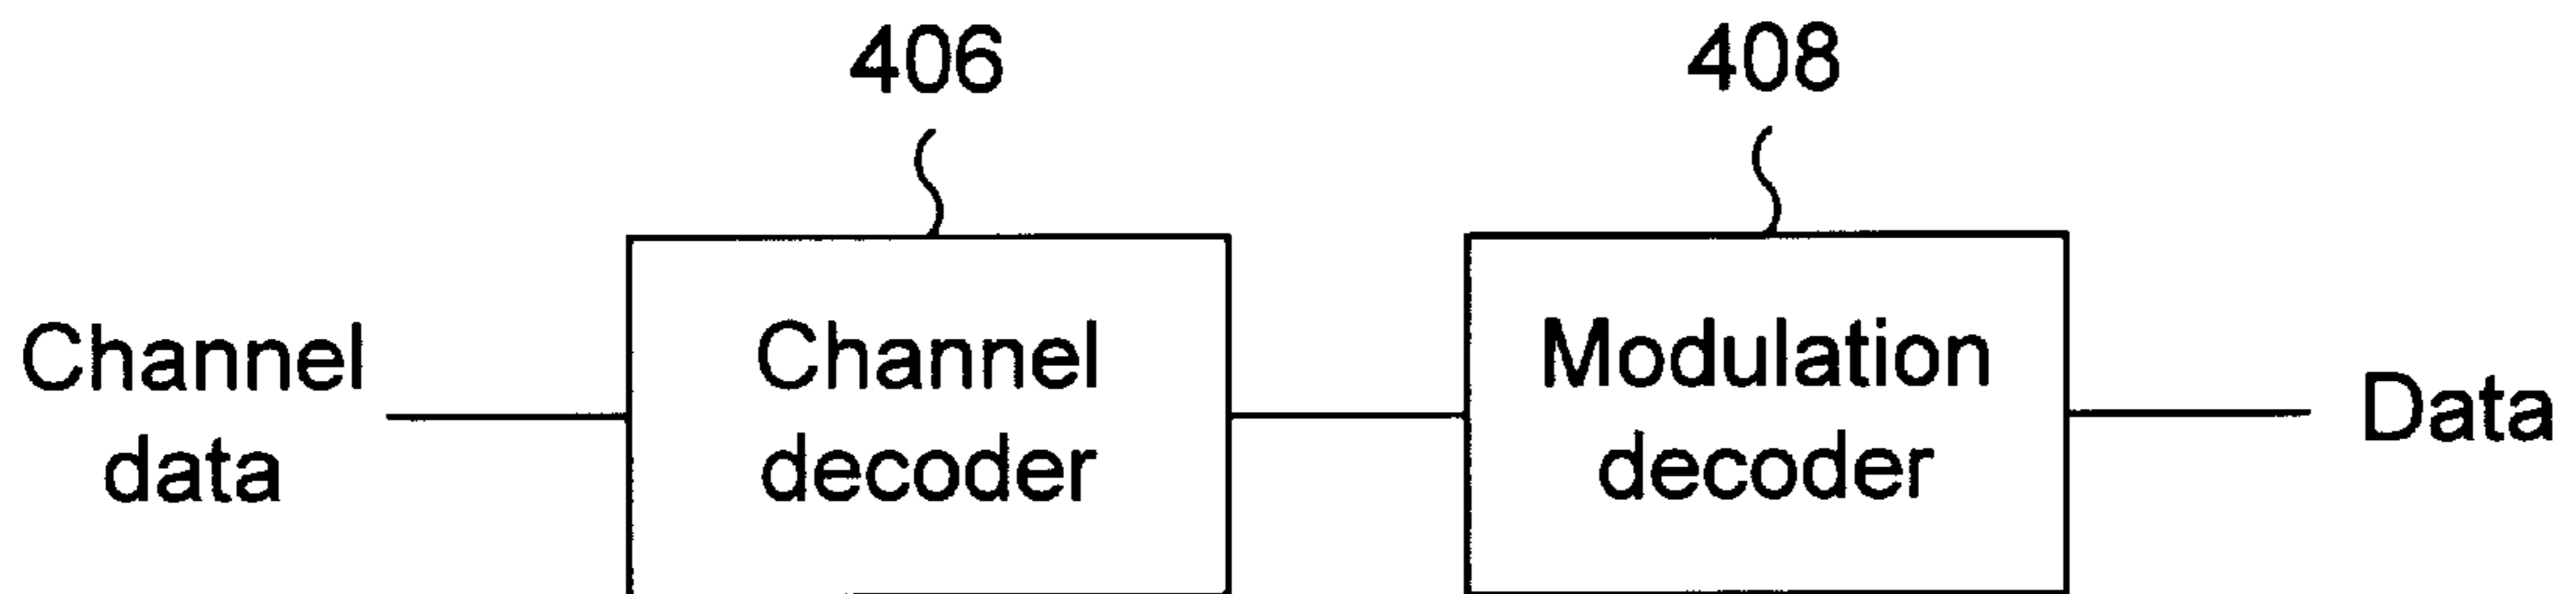 406
408
Channel
data
Channel
decoder
Modulation
decoder
Data